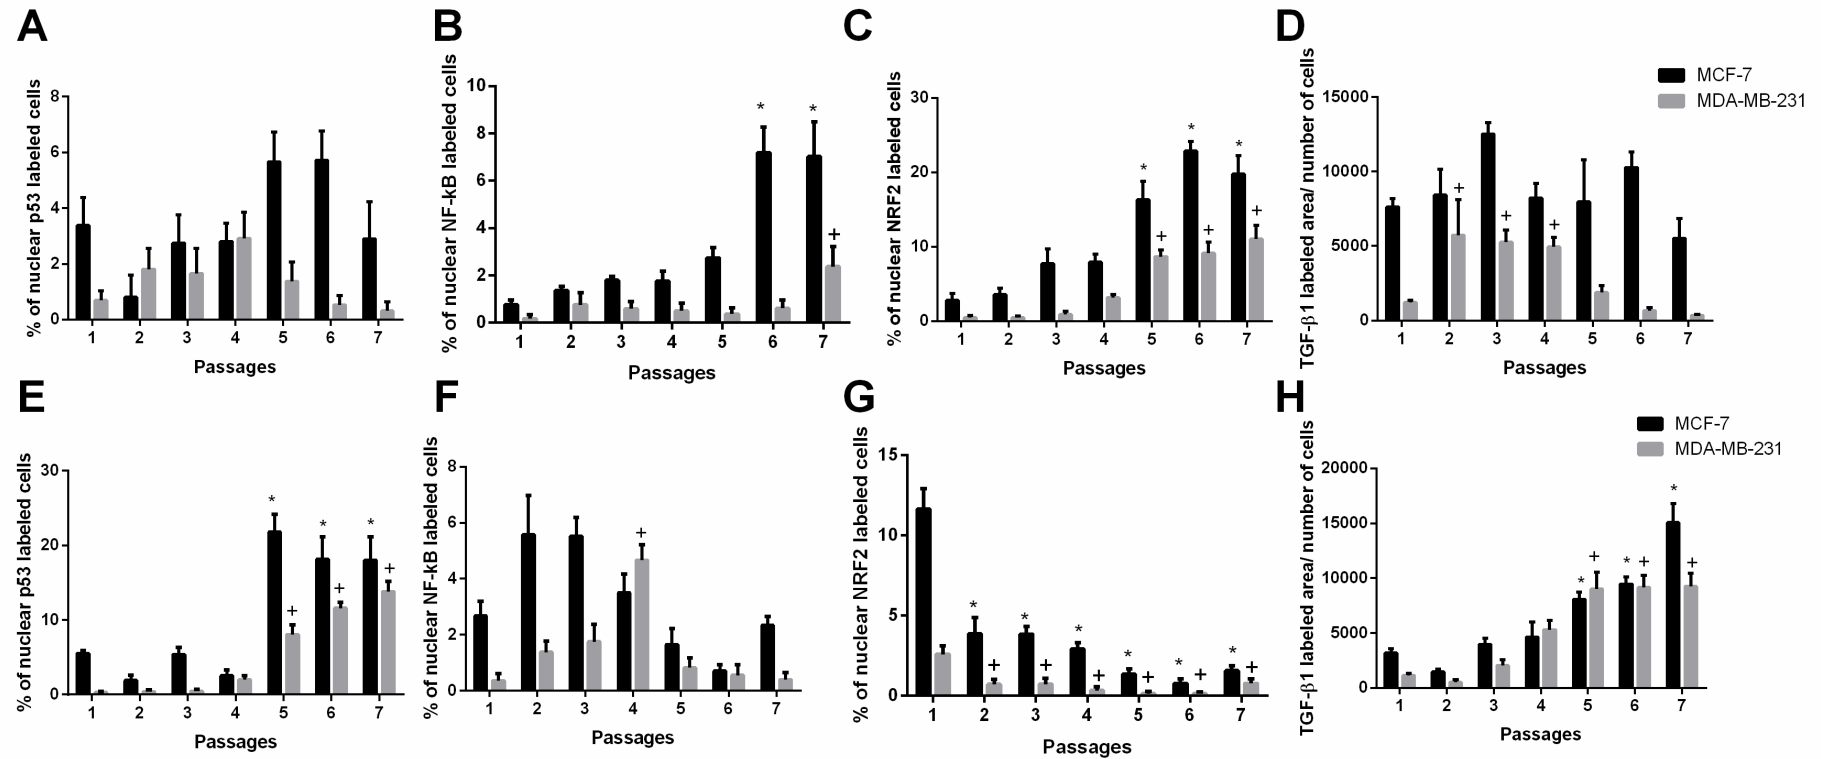 A
% of nuclear p53 labeled cells
8
6
4
2
0
1 2 3 4 5 6 7
Passages
B
% of nuclear NF-kB labeled cells
10
8
6
4
2
0
* * +
1 2 3 4 5 6 7
Passages
C
% of nuclear NRF2 labeled cells
30
20
10
0
* + * + * +
1 2 3 4 5 6 7
Passages
D
TGF-β1 labeled area/ number of cells
MCF-7
MDA-MB-231
15000
10000
5000
0
+ + +
1 2 3 4 5 6 7
Passages
E
% of nuclear p53 labeled cells
30
20
10
0
* + * + * +
1 2 3 4 5 6 7
Passages
F
% of nuclear NF-kB labeled cells
8
6
4
2
0
+
1 2 3 4 5 6 7
Passages
G
% of nuclear NRF2 labeled cells
15
10
5
0
* + * + * + * + * + * +
1 2 3 4 5 6 7
Passages
H
TGF-β1 labeled area/ number of cells
MCF-7
MDA-MB-231
20000
15000
10000
5000
0
* + * + * +
1 2 3 4 5 6 7
Passages